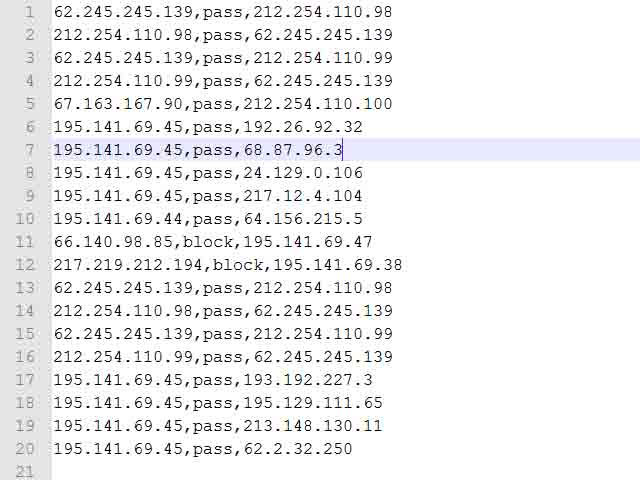 1 62.245.245.139,pass,212.254.110.98
2 212.254.110.98,pass,62.245.245.139
3 62.245.245.139,pass,212.254.110.99
4 212.254.110.99,pass,62.245.245.139
5 67.163.167.90,pass,212.254.110.100
6 195.141.69.45,pass,192.26.92.32
7 195.141.69.45,pass,68.87.96.3
8 195.141.69.45,pass,24.129.0.106
9 195.141.69.45,pass,217.12.4.104
10 195.141.69.44,pass,64.156.215.5
11 66.140.98.85,block,195.141.69.47
12 217.219.212.194,block,195.141.69.38
13 62.245.245.139,pass,212.254.110.98
14 212.254.110.98,pass,62.245.245.139
15 62.245.245.139,pass,212.254.110.99
16 212.254.110.99,pass,62.245.245.139
17 195.141.69.45,pass,193.192.227.3
18 195.141.69.45,pass,195.129.111.65
19 195.141.69.45,pass,213.148.130.11
20 195.141.69.45,pass,62.2.32.250
21